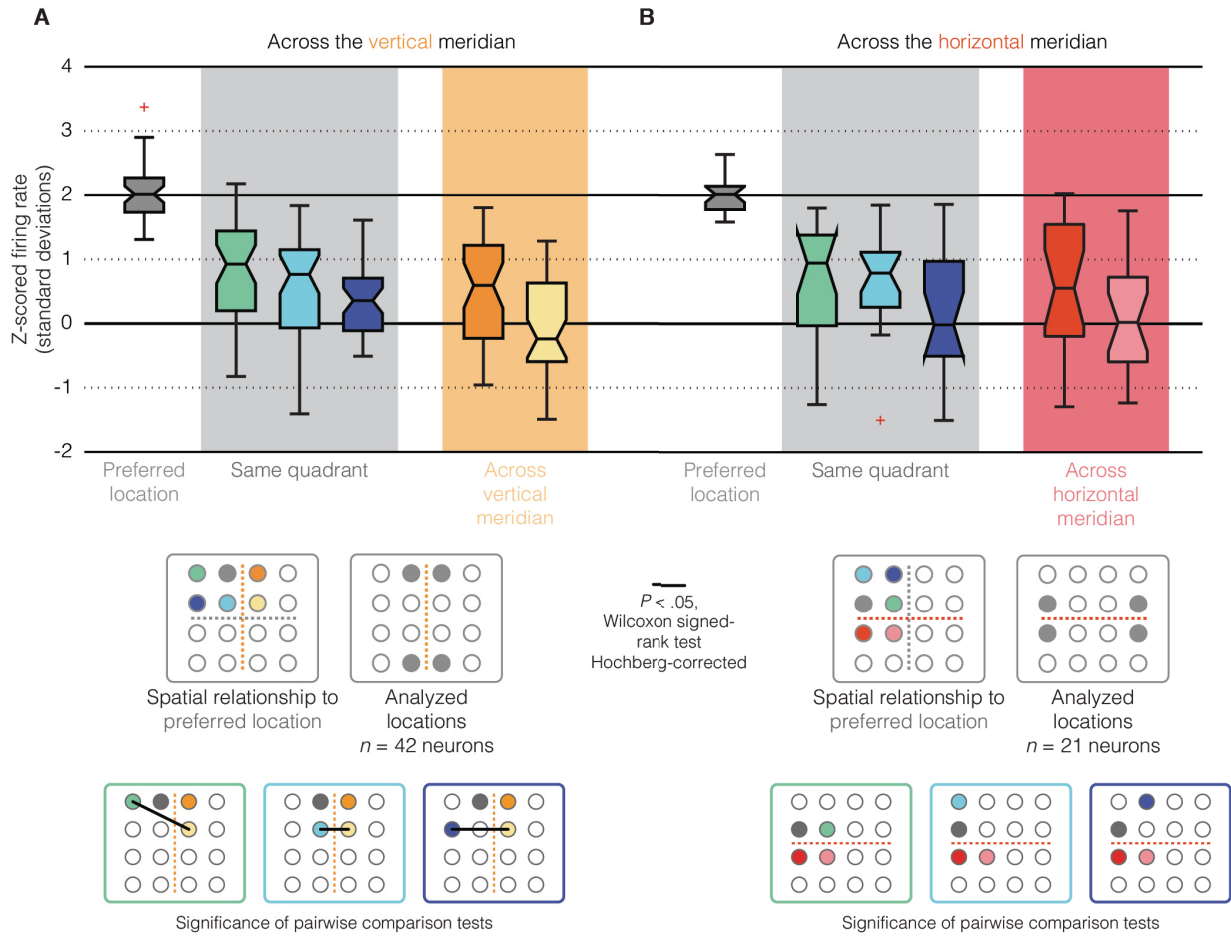 A
B
Across the vertical meridian
Across the horizontal meridian
Z-scored firing rate
(standard deviations)
4
3
2
1
0
-1
-2
Preferred
location
Same quadrant
Across
vertical
meridian
Preferred
location
Same quadrant
Across
horizontal
meridian
P < .05,
Wilcoxon signed-
rank test
Hochberg-corrected
Spatial relationship to
preferred location
Analyzed
locations
n = 42 neurons
Spatial relationship to
preferred location
Analyzed
locations
n = 21 neurons
Significance of pairwise comparison tests
Significance of pairwise comparison tests